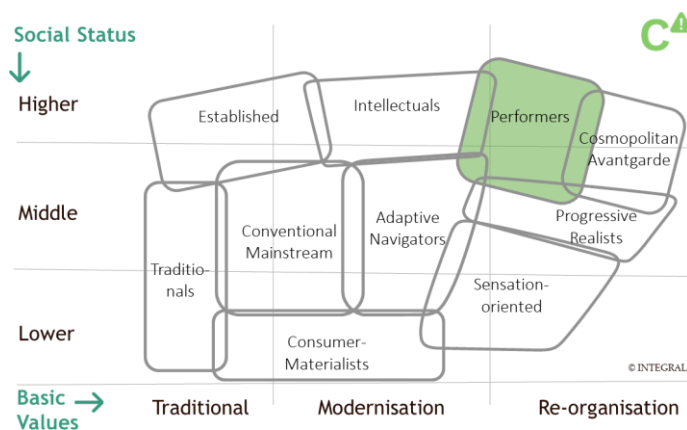 Social Status
C!
Higher
Established
Intellectuals
Performers
Cosmopolitan
Avantgarde
Middle
Conventional
Mainstream
Adaptive
Navigators
Progressive
Realists
Traditio-
nals
Sensation-
oriented
Lower
Consumer-
Materialists
© INTEGRAL
Basic
Values
Traditional
Modernisation
Re-organisation